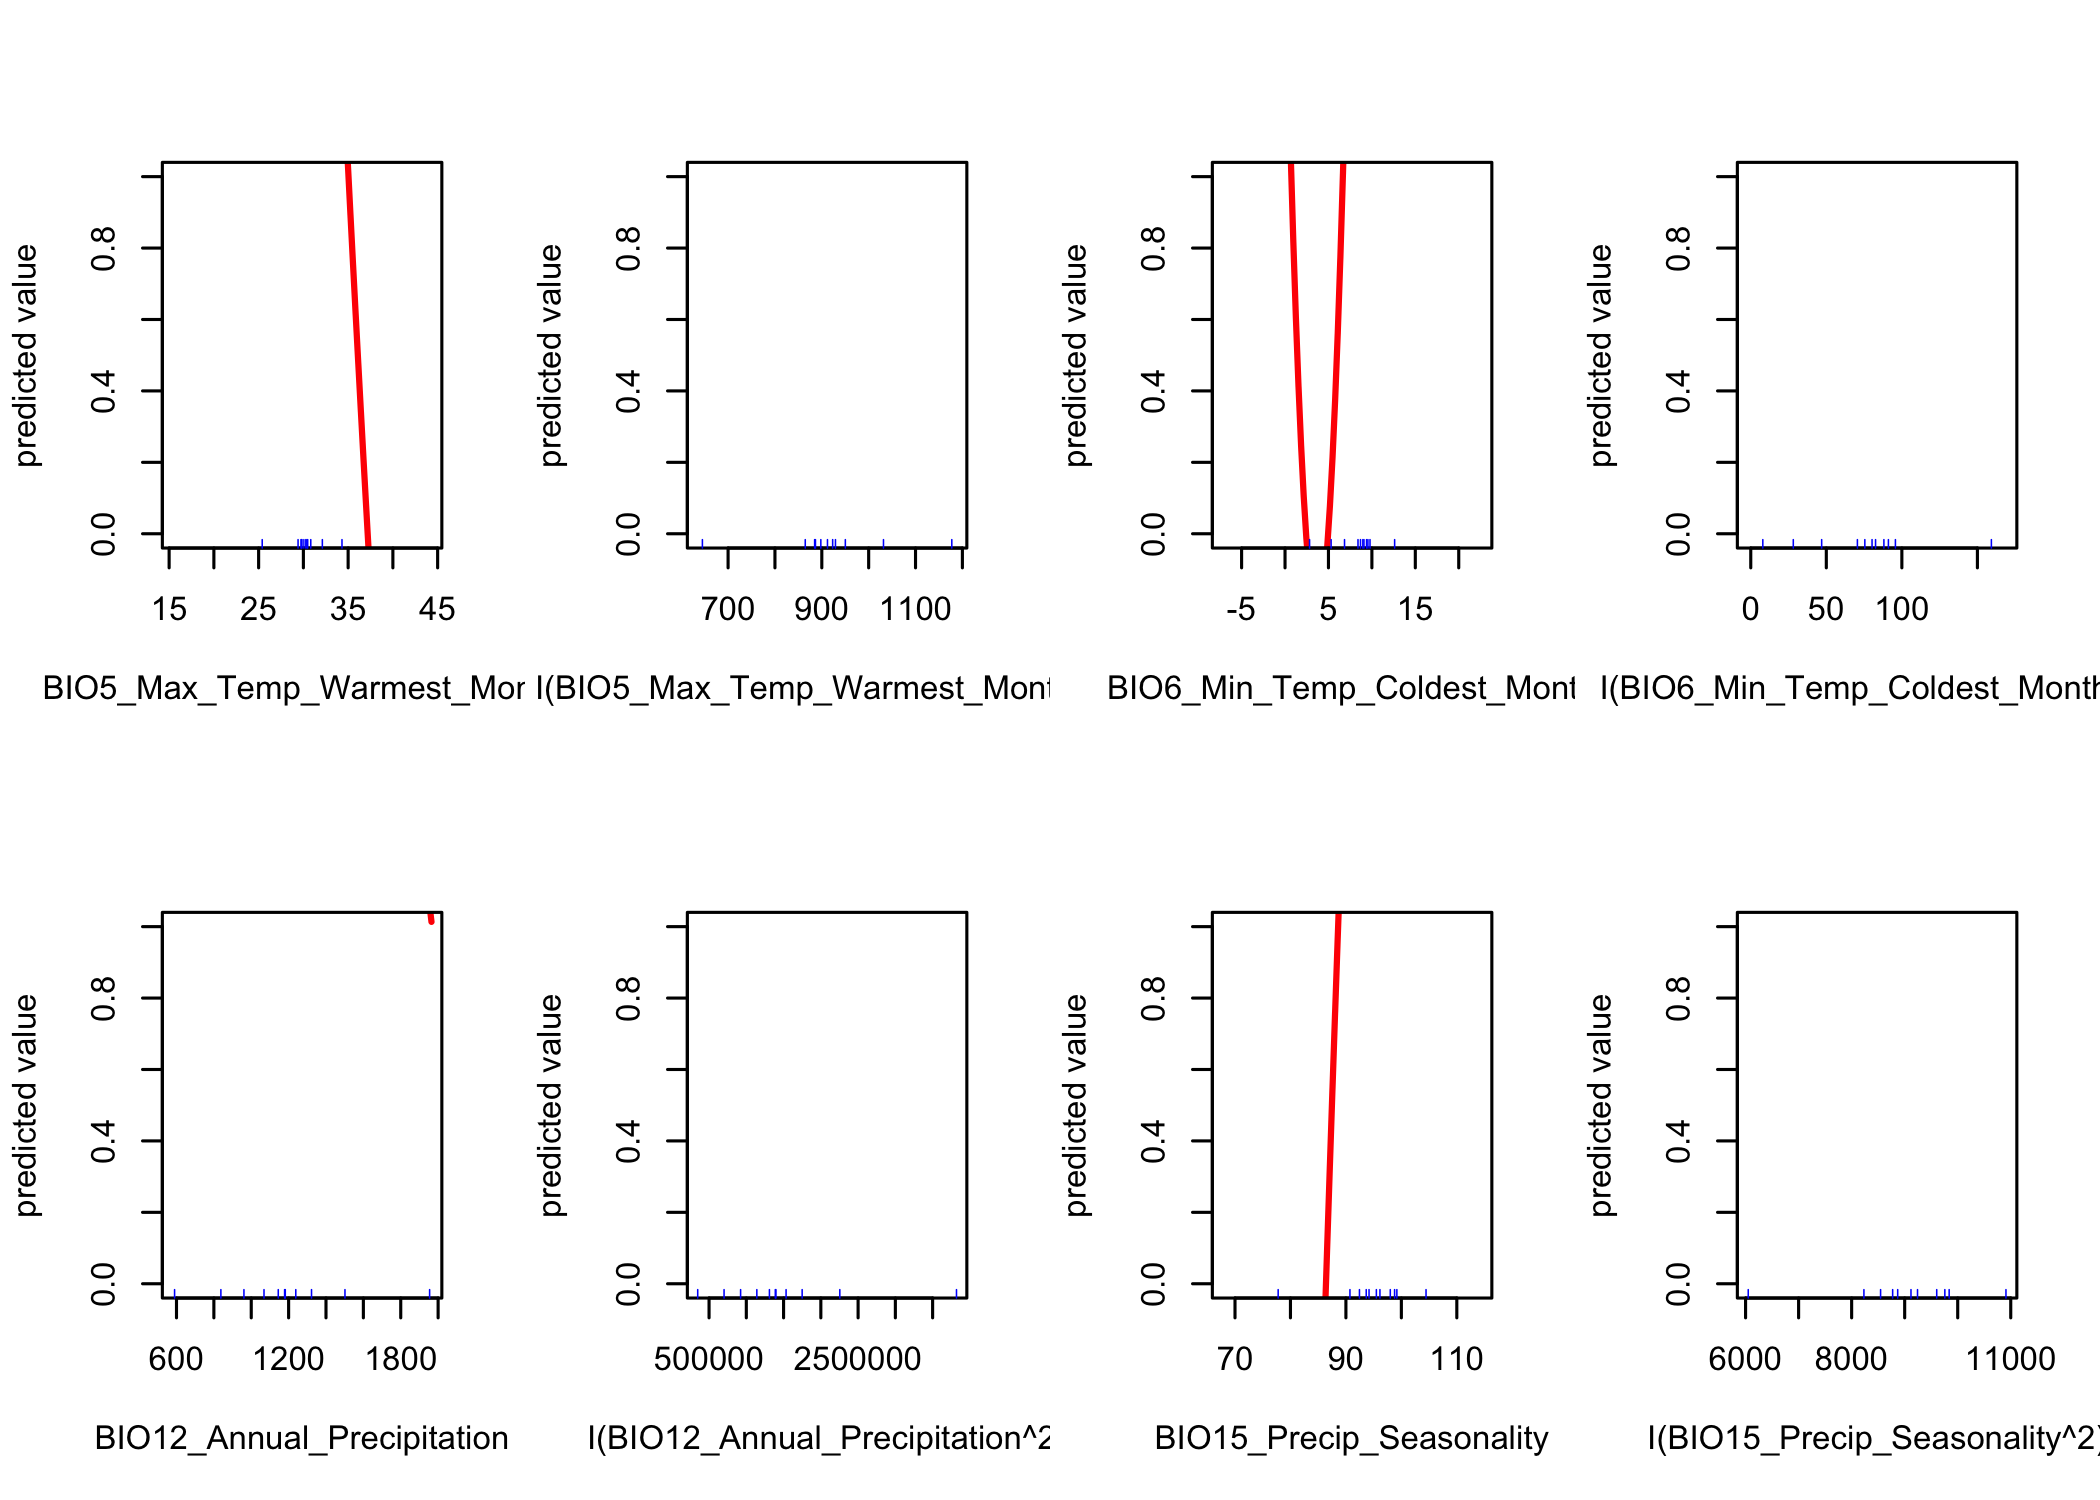 predicted value
0.0 0.4 0.8
15 25 35 45
BIO5_Max_Temp_Warmest_Mor
predicted value
0.0 0.4 0.8
700 900 1100
I(BIO5_Max_Temp_Warmest_Mont
predicted value
0.0 0.4 0.8
-5 5 15
BIO6_Min_Temp_Coldest_Mont
predicted value
0.0 0.4 0.8
0 50 100
I(BIO6_Min_Temp_Coldest_Month
predicted value
0.0 0.4 0.8
600 1200 1800
BIO12_Annual_Precipitation
predicted value
0.0 0.4 0.8
500000 2500000
I(BIO12_Annual_Precipitation^2
predicted value
0.0 0.4 0.8
70 90 110
BIO15_Precip_Seasonality
predicted value
0.0 0.4 0.8
6000 8000 11000
I(BIO15_Precip_Seasonality^2)